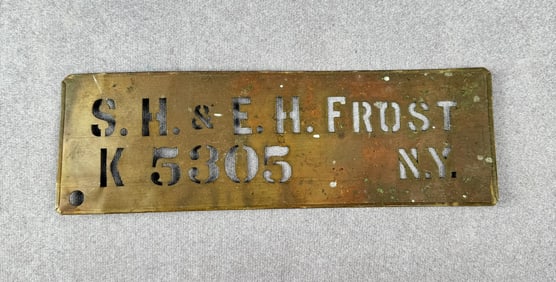 S. H. & E. H. FROST
K 5305 N.Y.